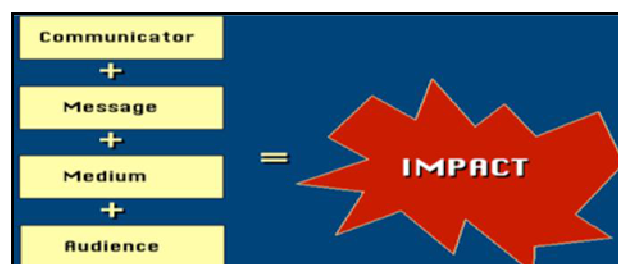 Communicator
+
Message
+
Medium
+
Audience
=
IMPACT